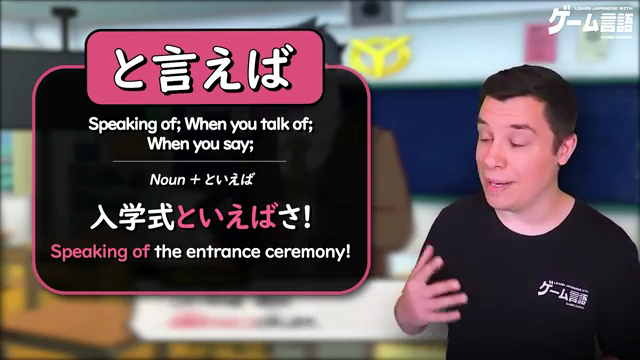 と言えば
Speaking of; When you talk of;
When you say;
Noun + といえば
入学式といえばさ!
Speaking of the entrance ceremony!
LEARN JAPANESE WITH
ゲーム言語
GAME GENGO
ゲーム言語